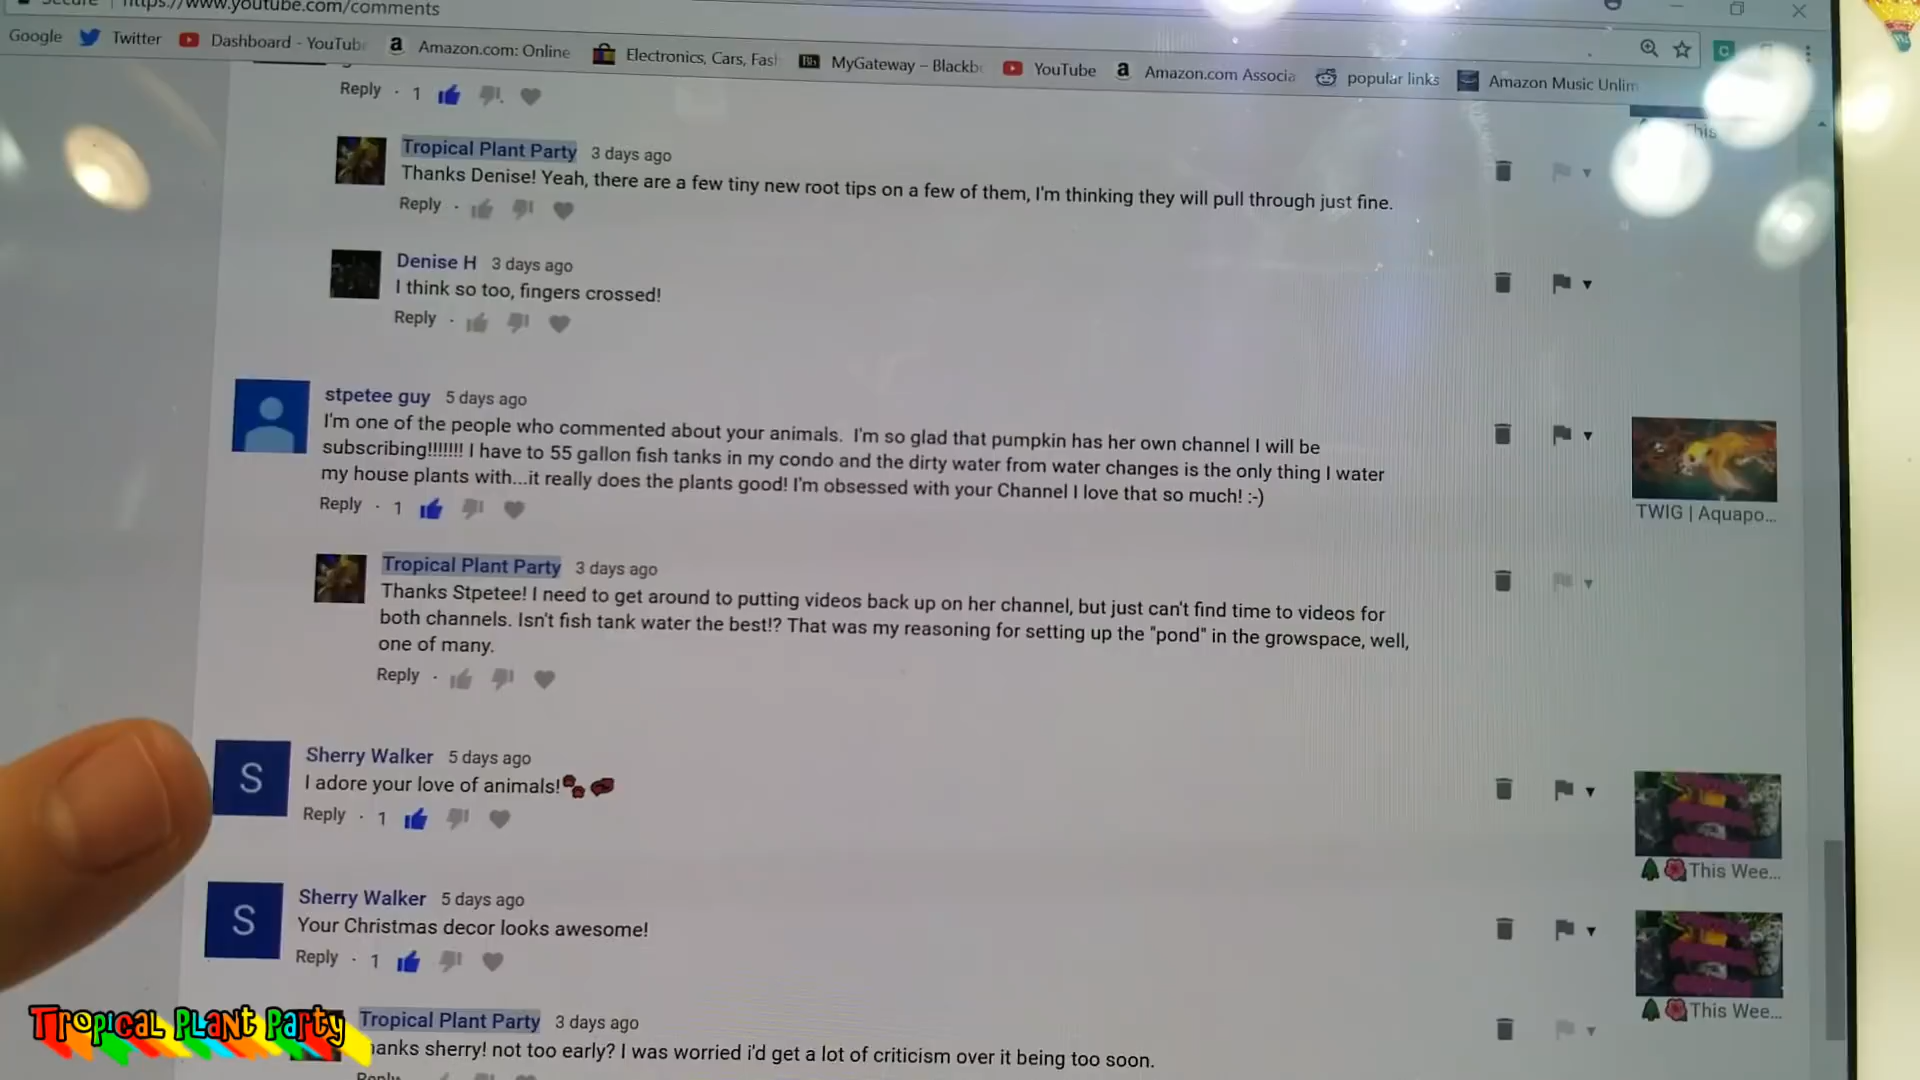 Secure | https://www.youtube.com/comments
Google Twitter Dashboard - YouTub Amazon.com: Online Electronics, Cars, Fash MyGateway – Blackb YouTube Amazon.com Associa popular links Amazon Music Unlim
Reply · 1
This
Tropical Plant Party 3 days ago
Thanks Denise! Yeah, there are a few tiny new root tips on a few of them, I'm thinking they will pull through just fine.
Reply ·
Denise H 3 days ago
I think so too, fingers crossed!
Reply ·
stpetee guy 5 days ago
I'm one of the people who commented about your animals. I'm so glad that pumpkin has her own channel I will be
subscribing!!!!!!! I have to 55 gallon fish tanks in my condo and the dirty water from water changes is the only thing I water
my house plants with...it really does the plants good! I'm obsessed with your Channel I love that so much! :-)
Reply · 1
TWIG | Aquapo...
Tropical Plant Party 3 days ago
Thanks Stpetee! I need to get around to putting videos back up on her channel, but just can't find time to videos for
both channels. Isn't fish tank water the best!? That was my reasoning for setting up the "pond" in the growspace, well,
one of many.
Reply ·
S
Sherry Walker 5 days ago
I adore your love of animals!
Reply · 1
This Wee...
S
Sherry Walker 5 days ago
Your Christmas decor looks awesome!
Reply · 1
This Wee...
Tropical Plant Party
Tropical Plant Party 3 days ago
hanks sherry! not too early? I was worried i'd get a lot of criticism over it being too soon.
Reply